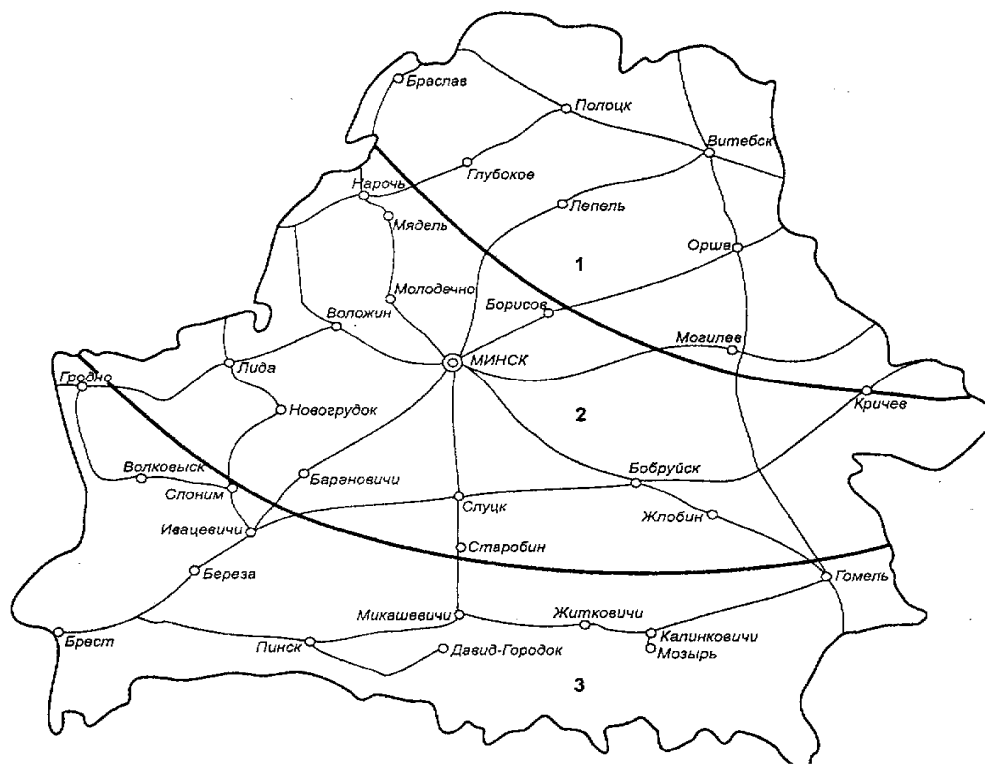 Браслав
Полоцк
Витебск
Глубокое
Нарочь
Лепель
Мядель
Орша
1
Молодечно
Борисов
Воложин
Могилев
МИНСК
Лида
Гродно
Кричев
Новогрудок
2
Волковыск
Барановичи
Бобруйск
Слоним
Слуцк
Жлобин
Ивацевичи
Старобин
Береза
Гомель
Микашевичи
Житковичи
Брест
Калинковичи
Пинск
Давид-Городок
Мозырь
3